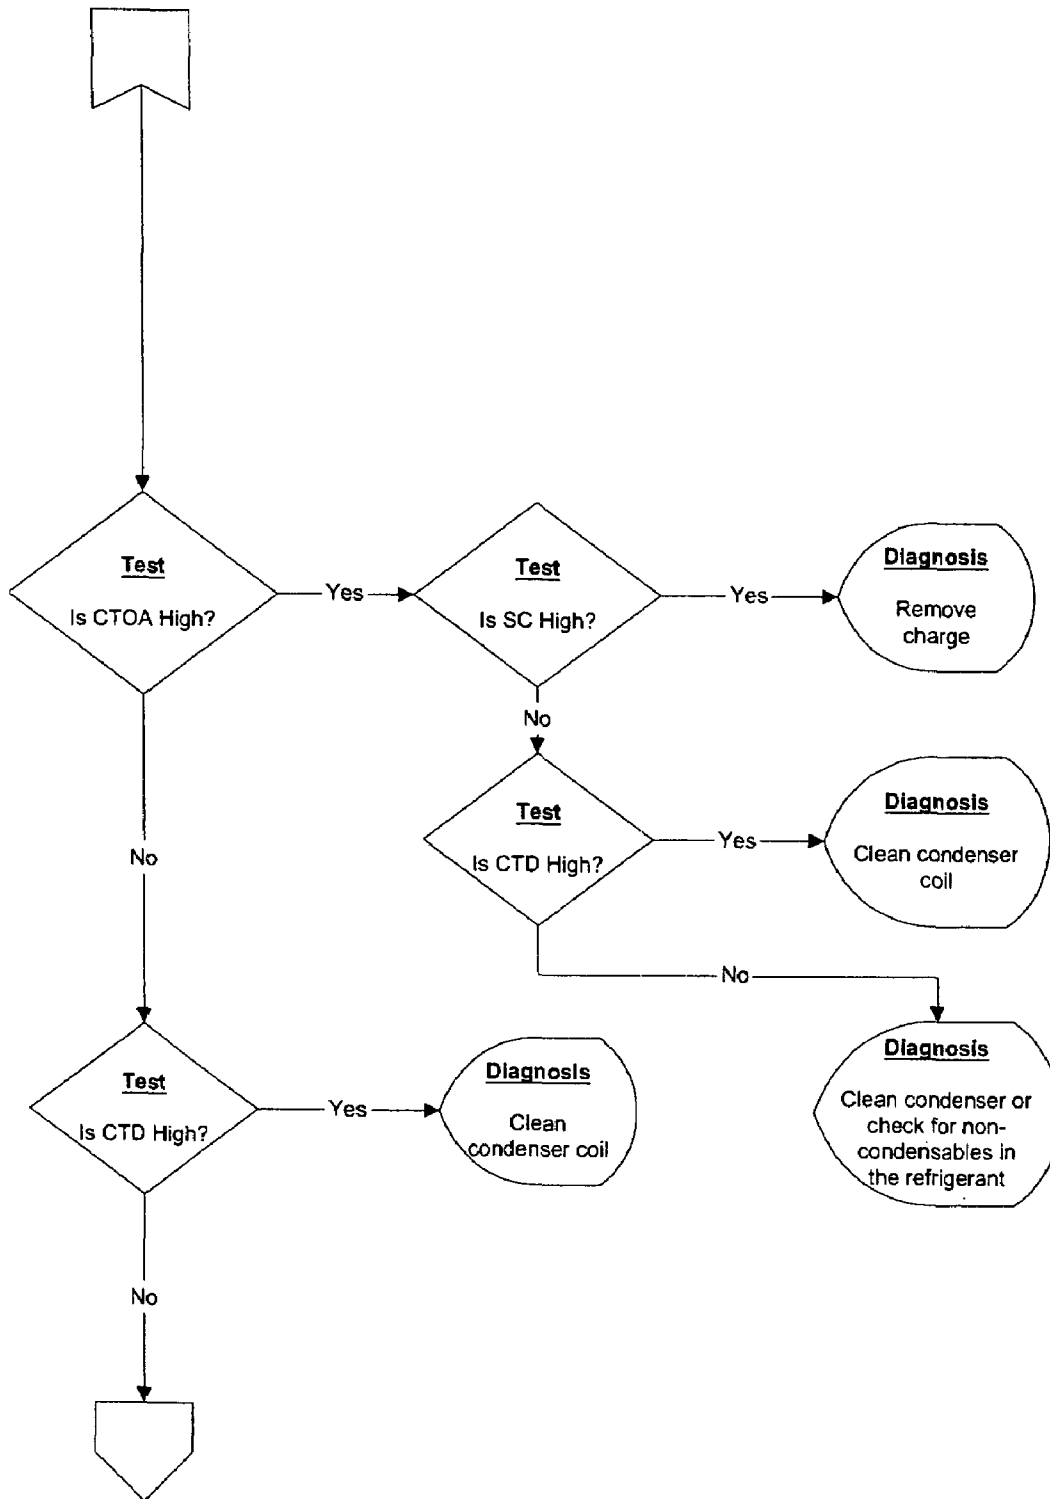 Test
Is CTOA High?
Yes
Test
Is SC High?
Yes
Diagnosis
Remove
charge
No
Test
Is CTD High?
Yes
Diagnosis
Clean condenser
coil
No
No
Diagnosis
Clean condenser or
check for non-
condensables in
the refrigerant
Test
Is CTD High?
Yes
Diagnosis
Clean
condenser coil
No